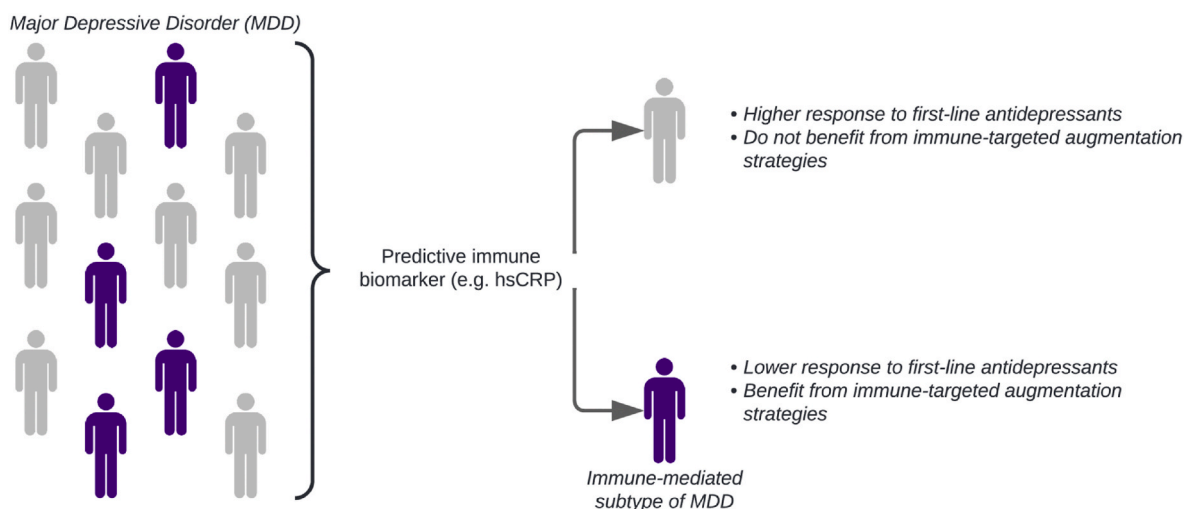 Major Depressive Disorder (MDD)
Predictive immune
biomarker (e.g. hsCRP)
• Higher response to first-line antidepressants
• Do not benefit from immune-targeted augmentation
strategies
• Lower response to first-line antidepressants
• Benefit from immune-targeted augmentation
strategies
Immune-mediated
subtype of MDD